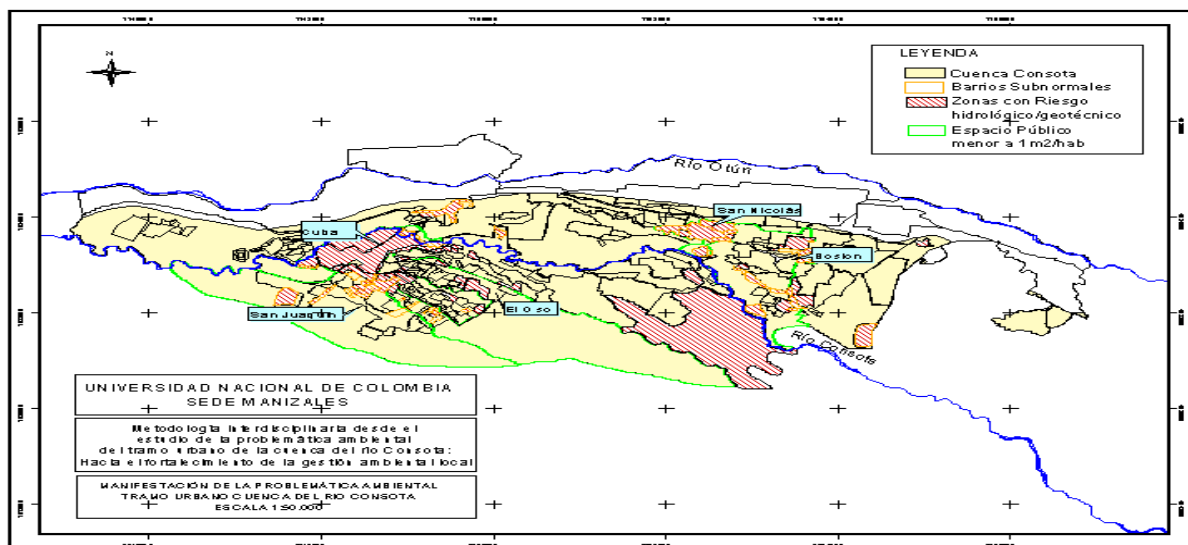 N
LEYENDA
Cuenca Consota
Barrios Subnormales
Zonas con Riesgo
hidrológico/geotécnico
Espacio Público
menor a 1 m2/hab
Río Otún
San Nicolás
Cuba
Boston
San Juaquín
El Oso
Río Consota
UNIVERSIDAD NACIONAL DE COLOMBIA
SEDE MANIZALES
Metodología interdisciplinaria desde el
estudio de la problemática ambiental
del tramo urbano de la cuenca del río Consota:
Hacia el fortalecimiento de la gestión ambiental local
MANIFESTACIÓN DE LA PROBLEMÁTICA AMBIENTAL
TRAMO URBANO CUENCA DEL RIO CONSOTA
ESCALA 1:50.000